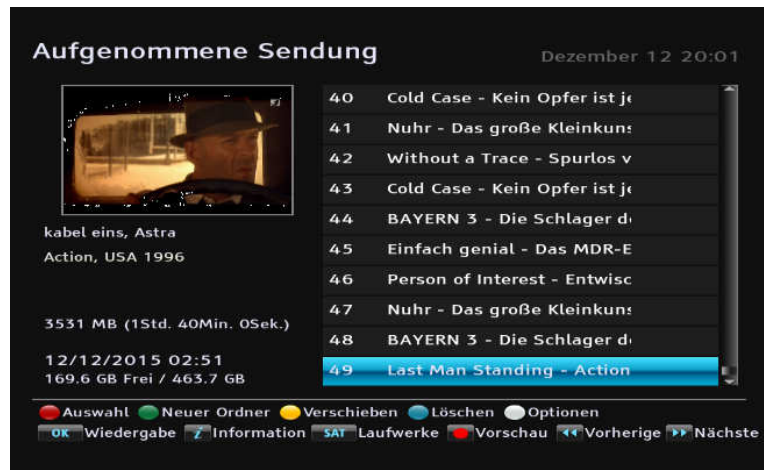 Aufgenommene Sendung
Dezember 12 20:01
40 Cold Case - Kein Opfer ist je
41 Nuhr - Das große Kleinkuns
42 Without a Trace - Spurlos v
43 Cold Case - Kein Opfer ist je
44 BAYERN 3 - Die Schlager d
45 Einfach genial - Das MDR-E
46 Person of Interest - Entwisc
47 Nuhr - Das große Kleinkuns
48 BAYERN 3 - Die Schlager d
49 Last Man Standing - Action
kabel eins, Astra
Action, USA 1996
3531 MB (1Std. 40Min. 0Sek.)
12/12/2015 02:51
169.6 GB Frei / 463.7 GB
Auswahl Neuer Ordner Verschieben Löschen Optionen
OK Wiedergabe i Information SAT Laufwerke Vorschau Vorherige Nächste